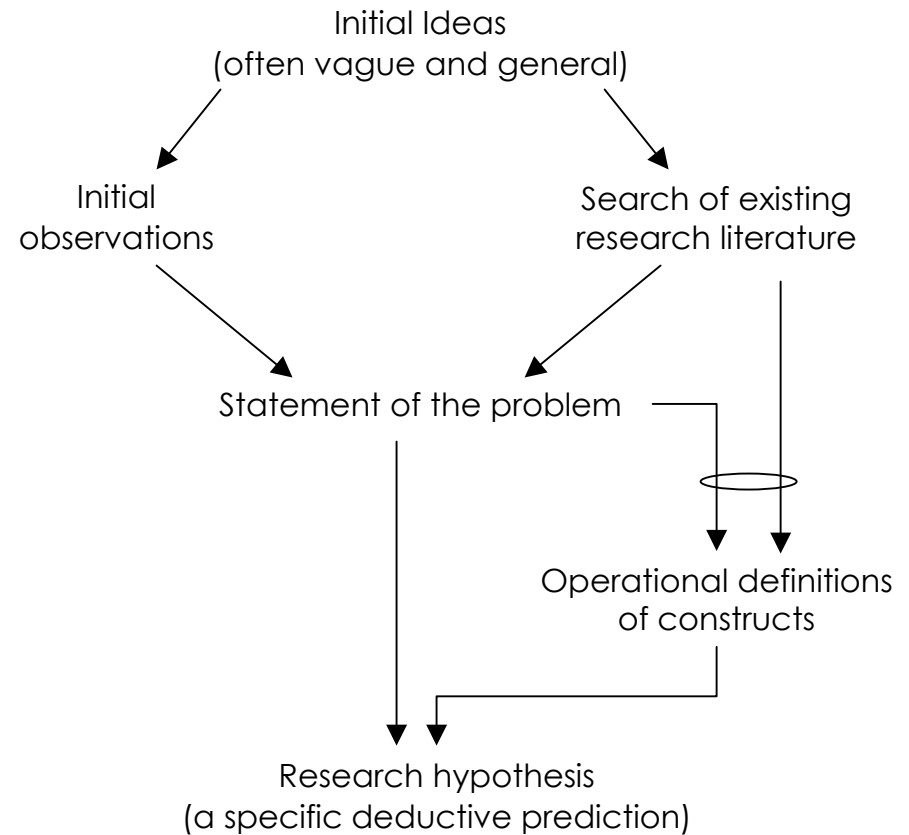 Initial Ideas
(often vague and general)
Initial
observations
Search of existing
research literature
Statement of the problem
Operational definitions
of constructs
Research hypothesis
(a specific deductive prediction)